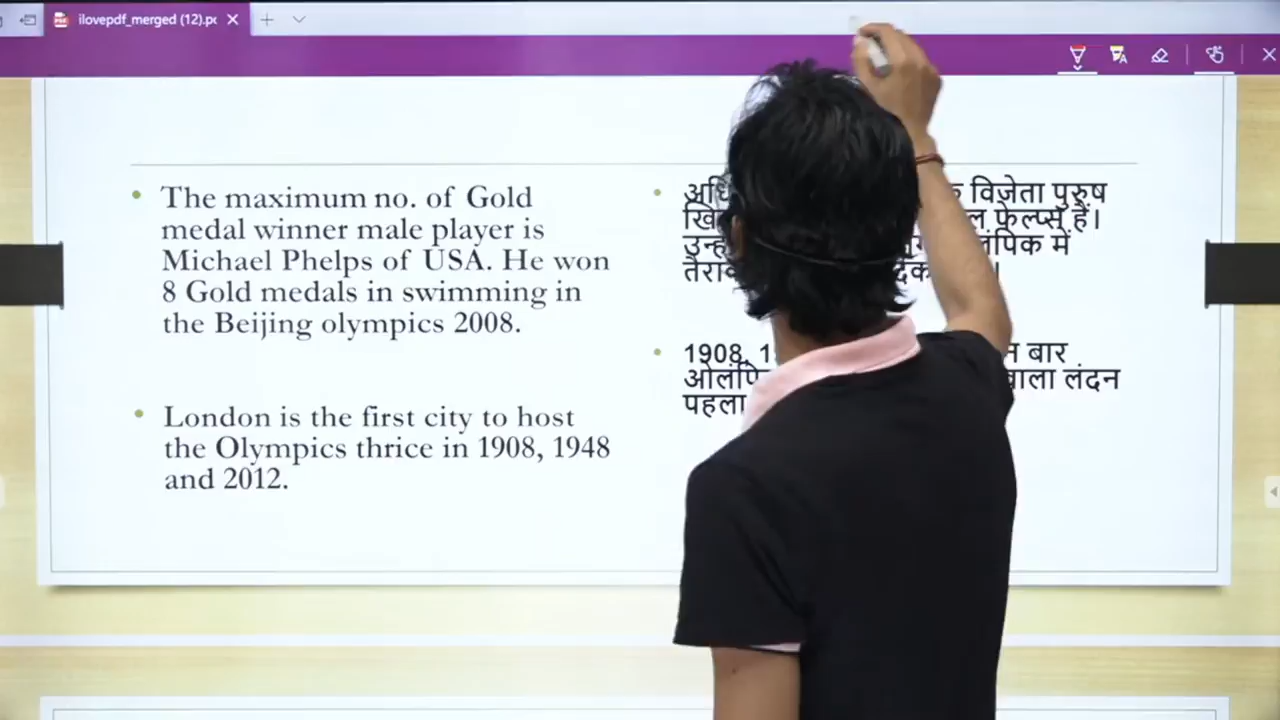 ilovepdf_merged (12).pc
The maximum no. of Gold
medal winner male player is
Michael Phelps of USA. He won
8 Gold medals in swimming in
the Beijing olympics 2008.
London is the first city to host
the Olympics thrice in 1908, 1948
and 2012.
विजेता पुरुष
फेल्प्स हैं।
में
1908,
बार
लंदन
पहला